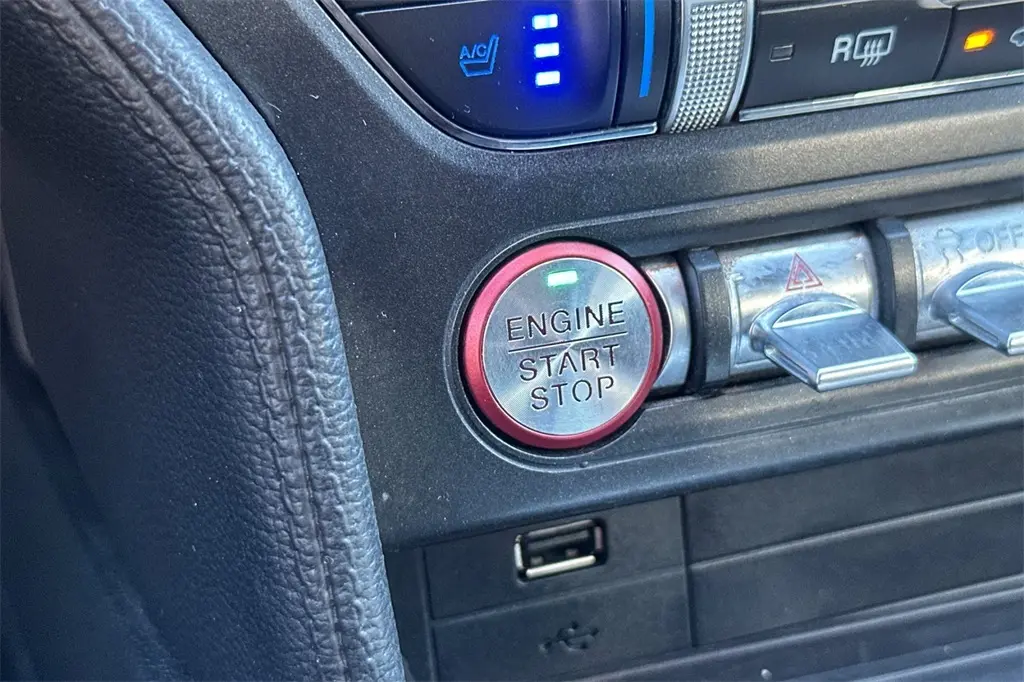 A/C
R
OFF
ENGINE
START
STOP